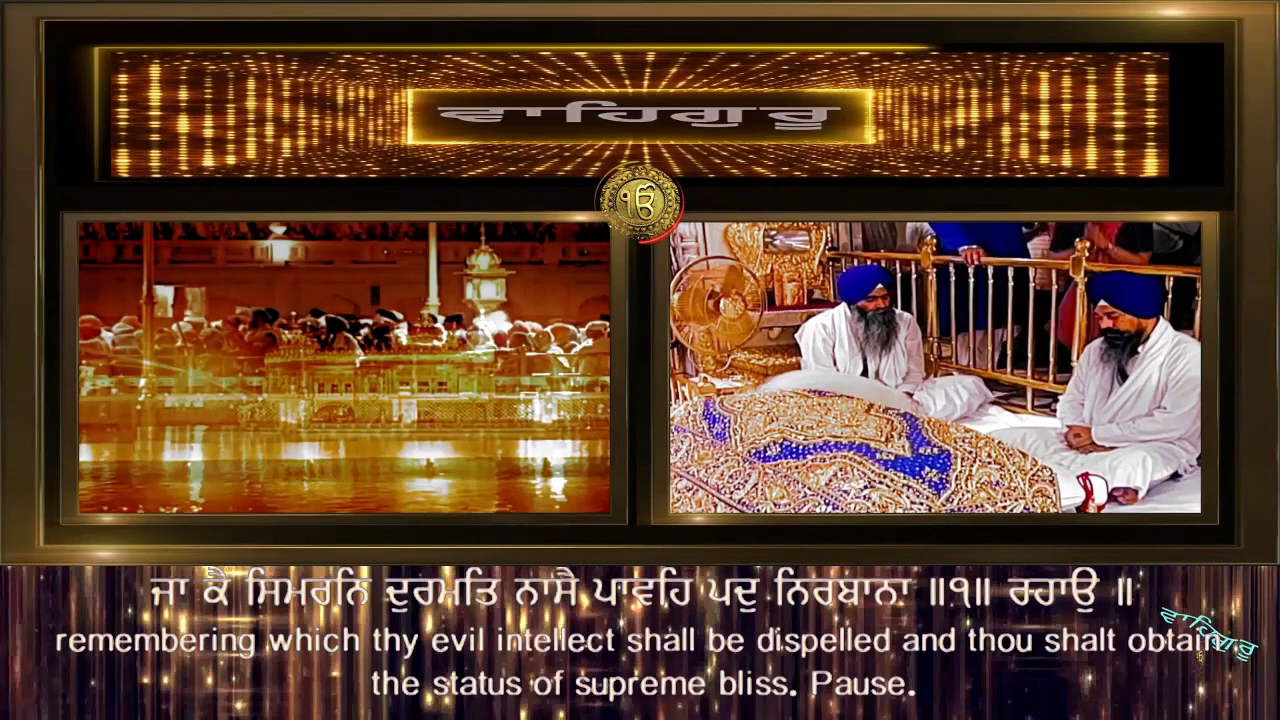 ਵਾਹਿਗੁਰੂ
ੴ
ਜਾ ਕੈ ਸਿਮਰਨਿ ਦੁਰਮਤਿ ਨਾਸੈ ਪਾਵਹਿ ਪਦੁ ਨਿਰਬਾਨਾ ॥੧॥ ਰਹਾਉ ॥
ਵਾਹਿਗੁਰੂ
remembering which thy evil intellect shall be dispelled and thou shalt obtain
the status of supreme bliss. Pause.